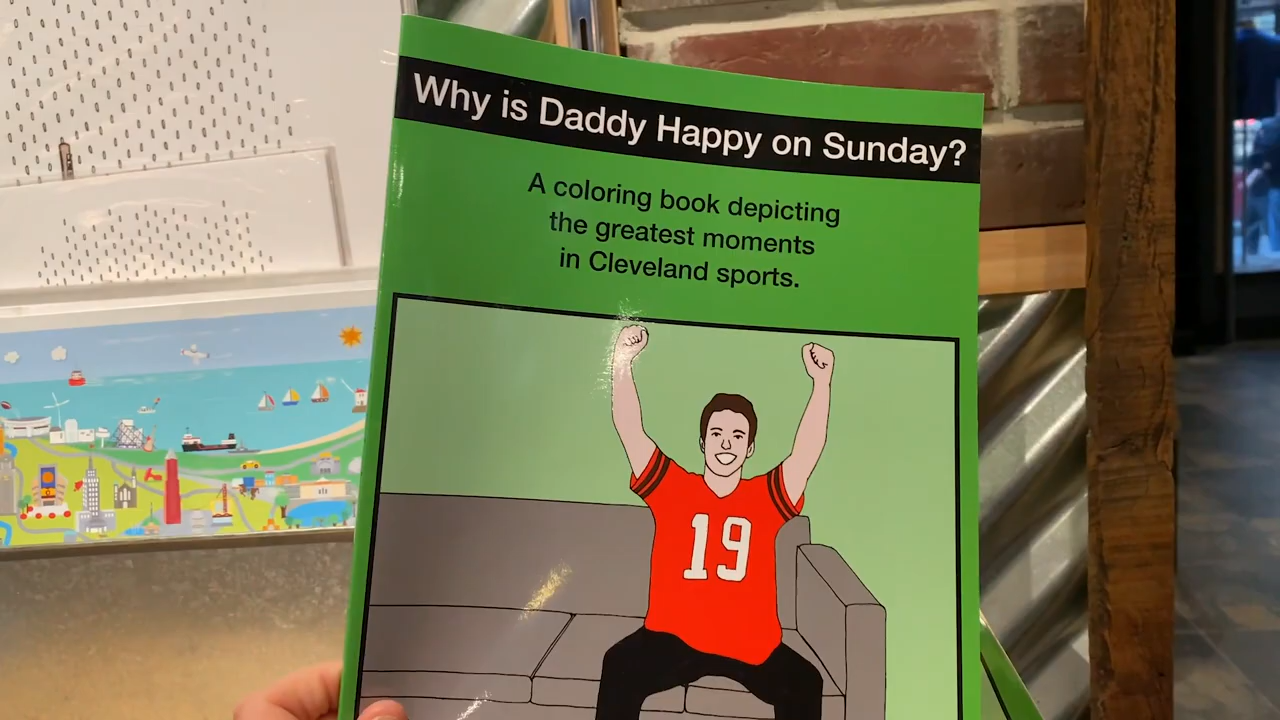 Why is Daddy Happy on Sunday?
A coloring book depicting
the greatest moments
in Cleveland sports.
19